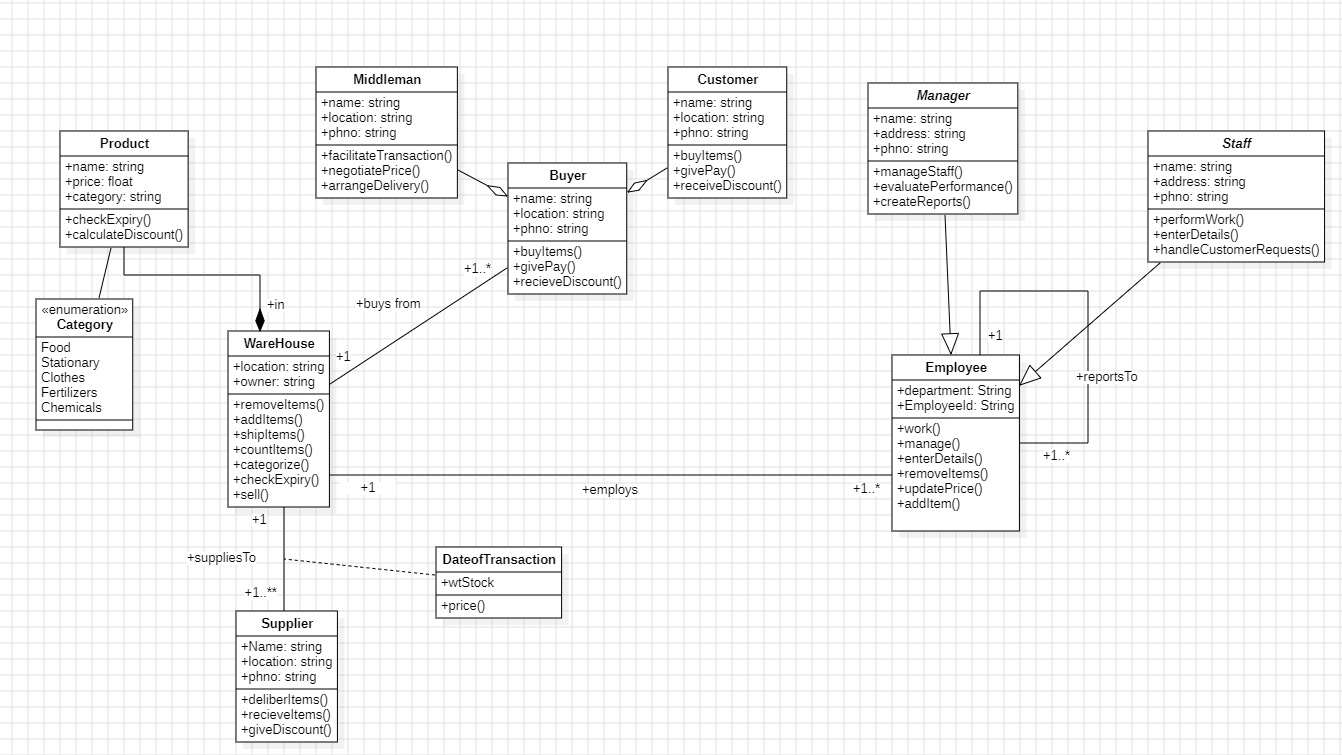 Middleman
+name: string
+location: string
+phno: string
+facilitateTransaction()
+negotiatePrice()
+arrangeDelivery()
Customer
+name: string
+location: string
+phno: string
+buyItems()
+givePay()
+receiveDiscount()
Manager
+name: string
+address: string
+phno: string
+manageStaff()
+evaluatePerformance()
+createReports()
Product
+name: string
+price: float
+category: string
+checkExpiry()
+calculateDiscount()
Staff
+name: string
+address: string
+phno: string
+performWork()
+enterDetails()
+handleCustomerRequests()
Buyer
+name: string
+location: string
+phno: string
+buyItems()
+givePay()
+recieveDiscount()
+1..*
+buys from
+1
+in
«enumeration»
Category
Food
Stationary
Clothes
Fertilizers
Chemicals
WareHouse
+location: string
+owner: string
+removeItems()
+addItems()
+shipItems()
+countItems()
+categorize()
+checkExpiry()
+sell()
+1
Employee
+department: String
+EmployeeId: String
+work()
+manage()
+enterDetails()
+removeItems()
+updatePrice()
+addItem()
+reportsTo
+1..*
+1
+employs
+1..*
+1
+suppliesTo
+1..**
DateofTransaction
+wtStock
+price()
Supplier
+Name: string
+location: string
+phno: string
+deliberItems()
+recieveItems()
+giveDiscount()